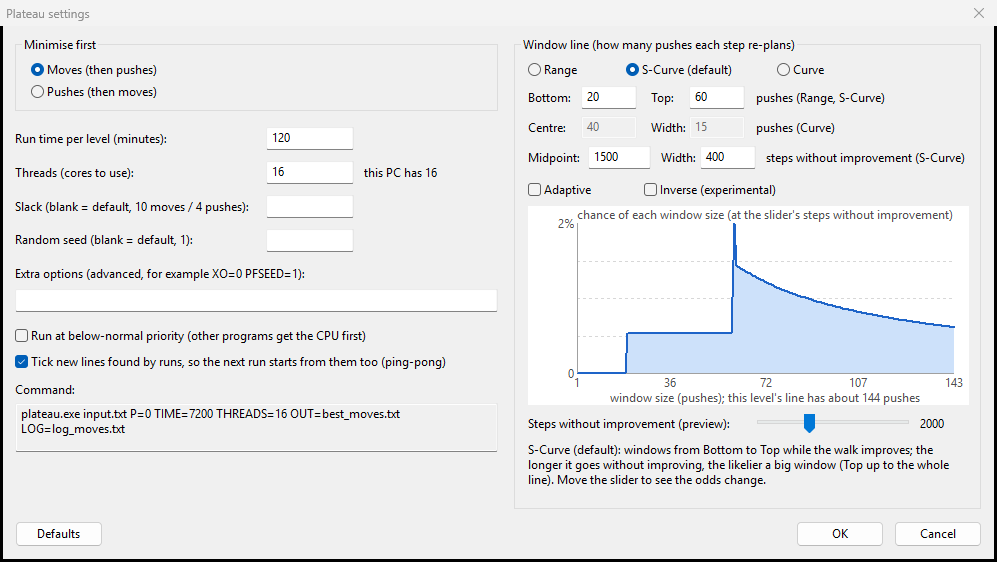 Plateau settings
Minimise first
Moves (then pushes)
Pushes (then moves)
Run time per level (minutes): 120
Threads (cores to use): 16 this PC has 16
Slack (blank = default, 10 moves / 4 pushes):
Random seed (blank = default, 1):
Extra options (advanced, for example XO=0 PFSEED=1):
Run at below-normal priority (other programs get the CPU first)
Tick new lines found by runs, so the next run starts from them too (ping-pong)
Command:
plateau.exe input.txt P=0 TIME=7200 THREADS=16 OUT=best_moves.txt
LOG=log_moves.txt
Defaults
Window line (how many pushes each step re-plans)
Range S-Curve (default) Curve
Bottom: 20 Top: 60 pushes (Range, S-Curve)
Centre: 40 Width: 15 pushes (Curve)
Midpoint: 1500 Width: 400 steps without improvement (S-Curve)
Adaptive Inverse (experimental)
chance of each window size (at the slider's steps without improvement)
2%
0
1 36 72 107 143
window size (pushes); this level's line has about 144 pushes
Steps without improvement (preview): 2000
S-Curve (default): windows from Bottom to Top while the walk improves; the
longer it goes without improving, the likelier a big window (Top up to the whole
line). Move the slider to see the odds change.
OK Cancel